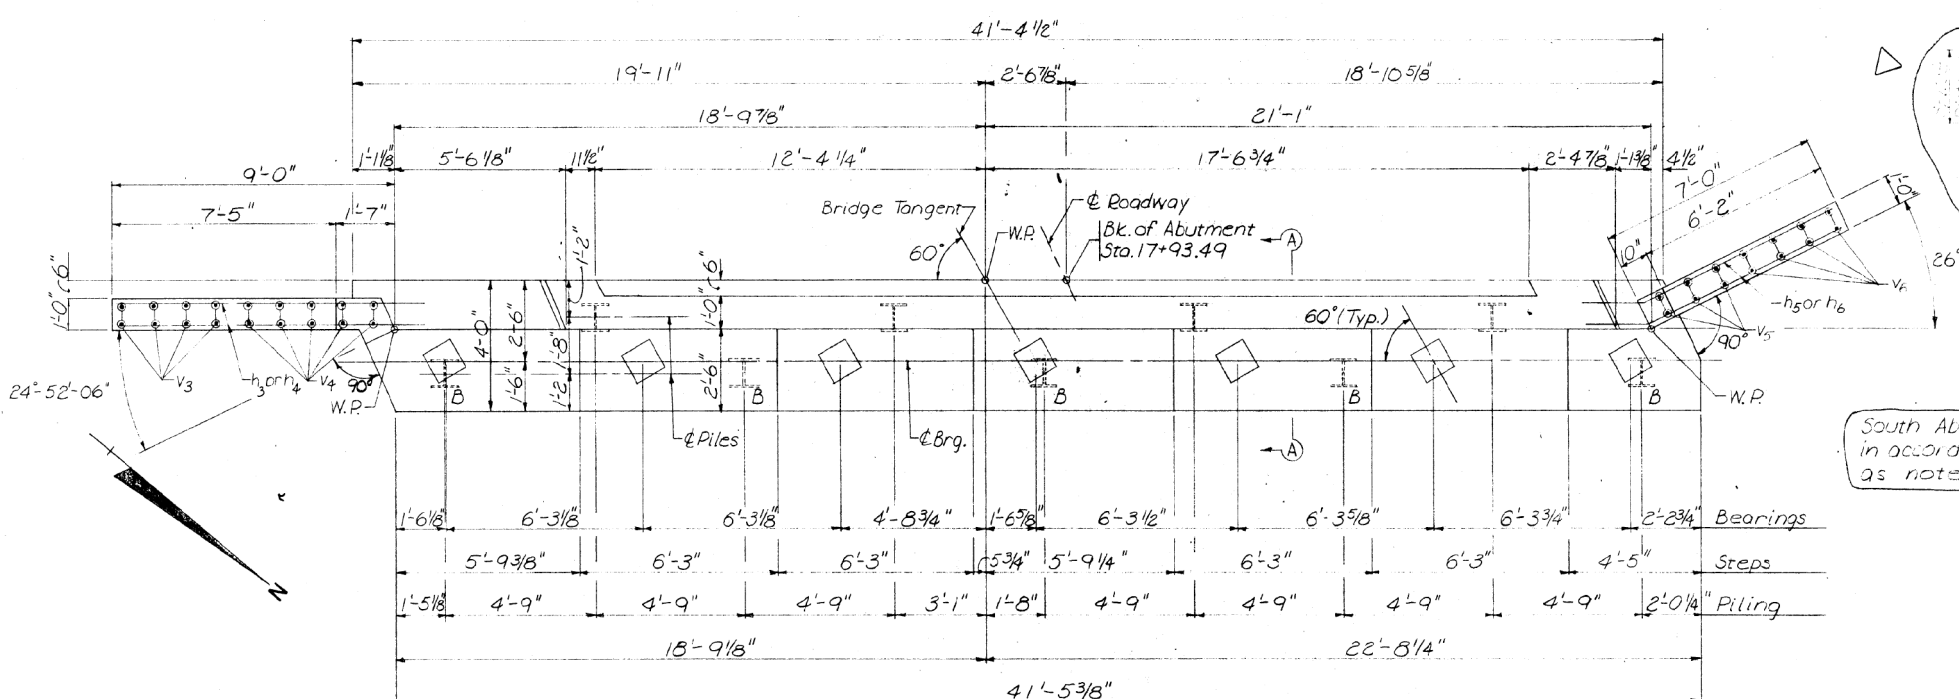 41'-4 1/2"
19'-11" 2'-6 7/8" 18'-10 5/8"
18'-9 7/8" 21'-1"
1'-1 1/8" 5'-6 1/8" 11 1/2" 12'-4 1/4" 17'-6 3/4" 2'-4 7/8" 1'-1 3/8" 4 1/2"
9'-0"
7'-5" 1'-7"
7'-0"
6'-2"
10"
1'-0"
26°
Bridge Tangent
60°
W.P.
℄ Roadway
Bk. of Abutment
Sta. 17+93.49
A
1'-2"
6"
1'-0"
6"
1'-0"
4'-0"
2'-6"
1'-8"
1'-6"
1'-2"
2'-6"
60° (Typ.)
h5 or h6
V6
V5
90°
W.P.
24°-52'-06"
V3
h3 or h4
V4
90°
W.P.
B B B B B
℄ Piles
℄ Brg.
A
South Ab
in accord
as note
N
1'-6 1/8" 6'-3 1/8" 6'-3 1/8" 4'-8 3/4" 1'-6 5/8" 6'-3 1/2" 6'-3 5/8" 6'-3 3/4" 2'-2 3/4" Bearings
5'-9 3/8" 6'-3" 6'-3" 5 3/4" 5'-9 1/4" 6'-3" 6'-3" 4'-5" Steps
1'-5 1/8" 4'-9" 4'-9" 4'-9" 3'-1" 1'-8" 4'-9" 4'-9" 4'-9" 4'-9" 2'-0 1/4" Piling
18'-9 1/8" 22'-8 1/4"
41'-5 3/8"